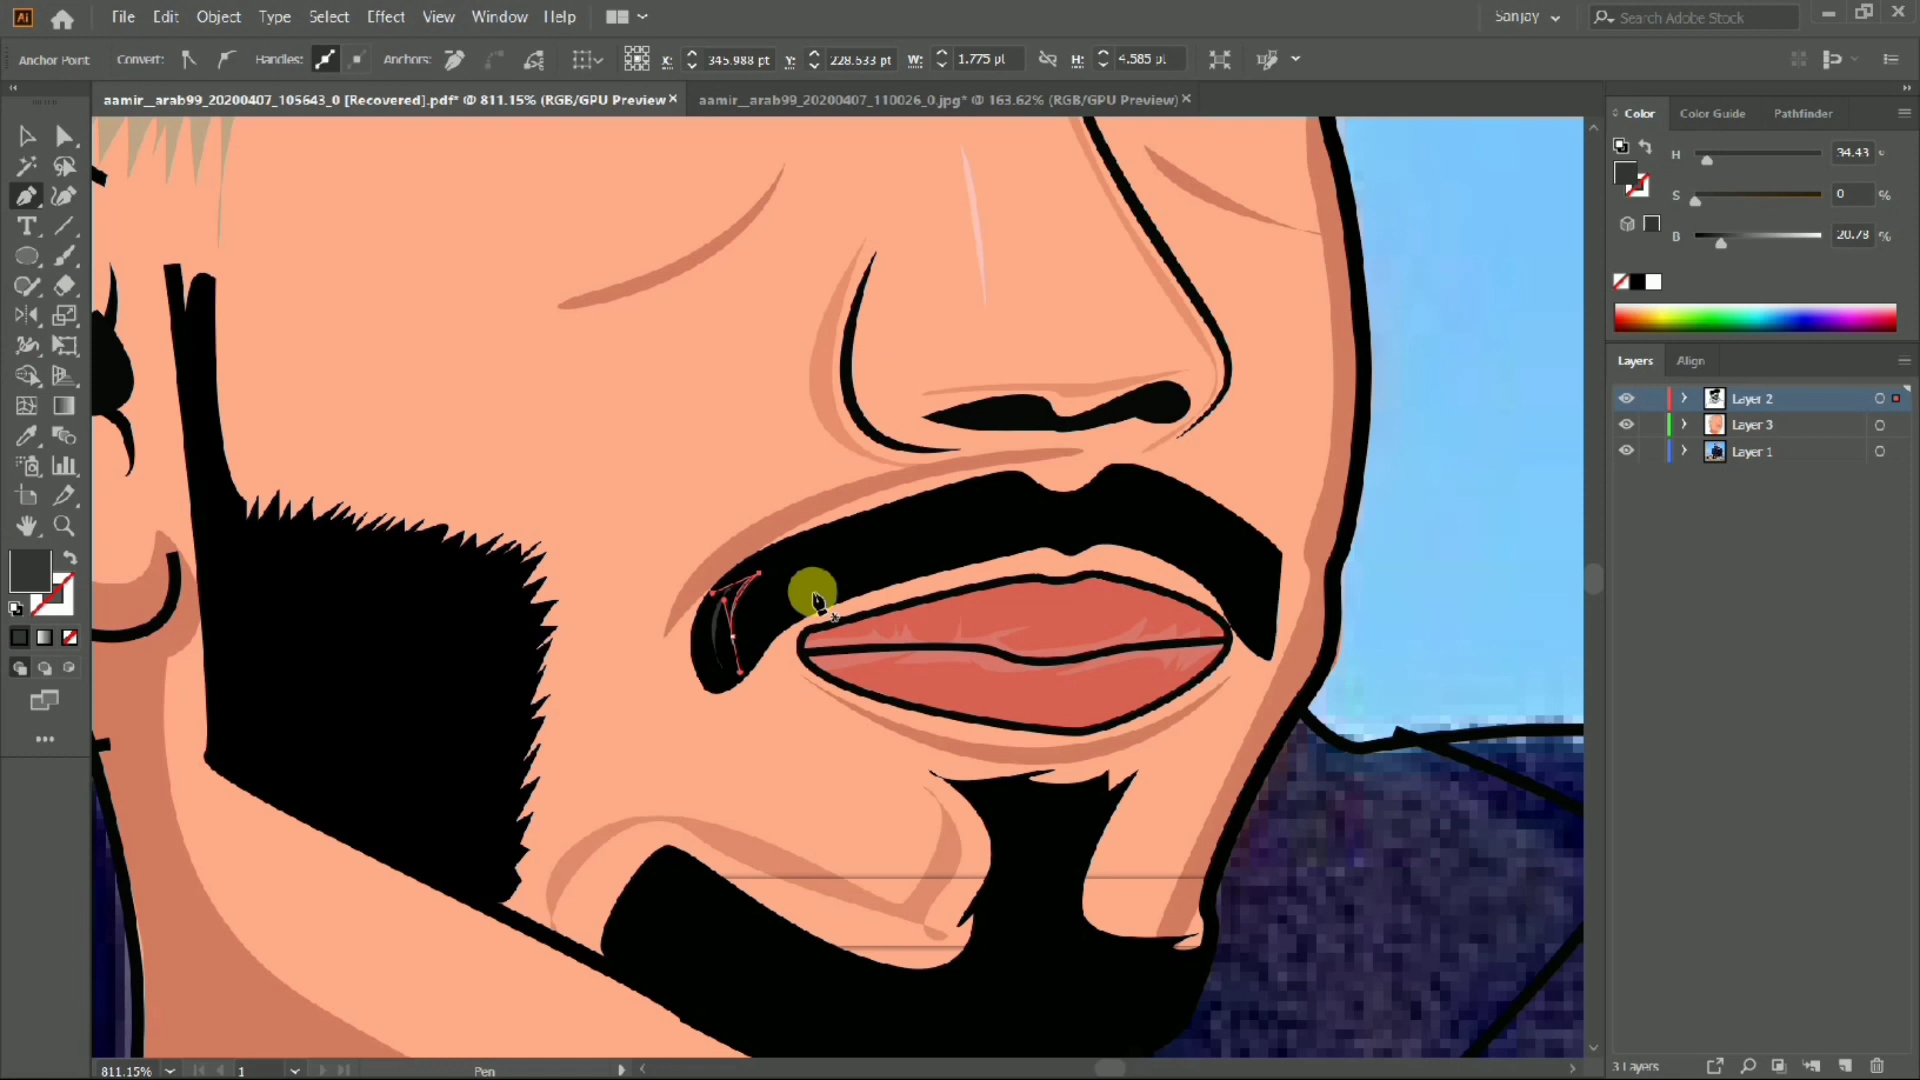 Ai File Edit Object Type Select Effect View Window Help Sanjay Search Adobe Stock
Anchor Point Convert: Handles: Anchors: X: 345.988 pt Y: 228.533 pt W: 1.775 pt H: 4.585 pt
aamir__arab99_20200407_105643_0 [Recovered].pdf* @ 811.15% (RGB/GPU Preview aamir__arab99_20200407_110026_0.jpg* @ 163.62% (RGB/GPU Preview)
Color Color Guide Pathfinder
H 34.43 °
S 0 %
B 20.78 %
Layers Align
Layer 2
Layer 3
Layer 1
811.15% 1 Pen 3 Layers